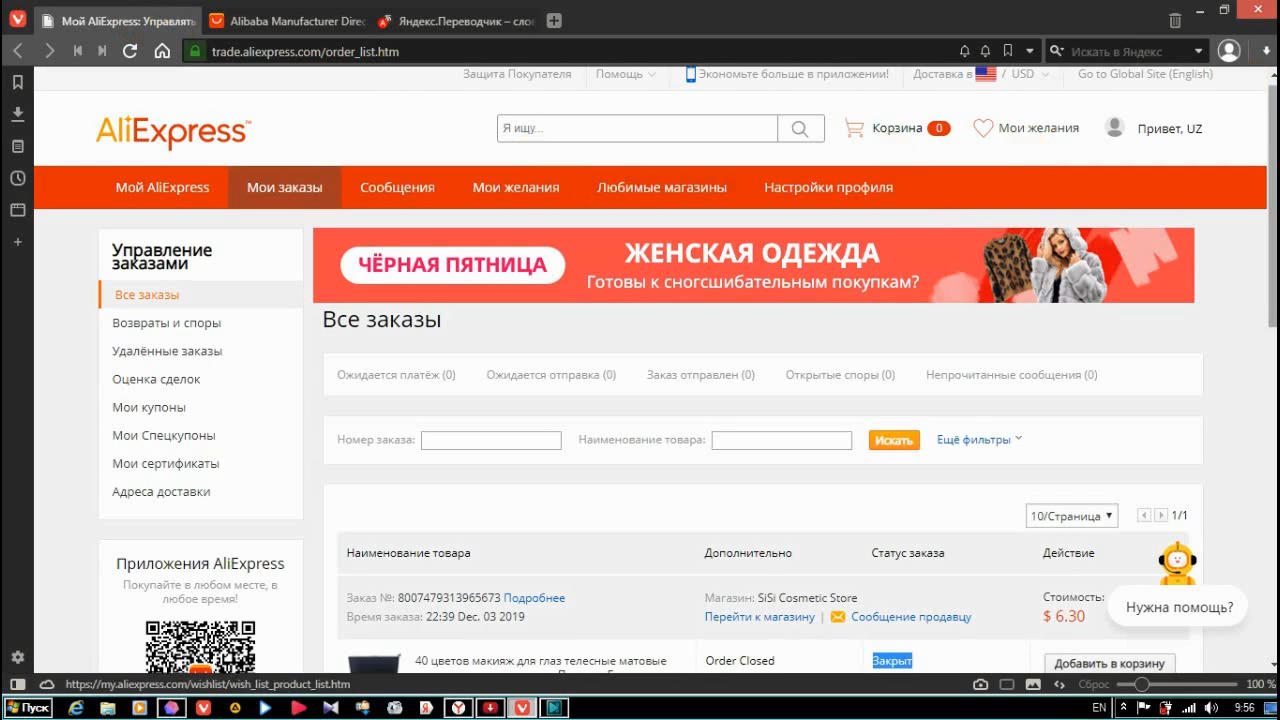 Мой AliExpress: Управлять
Alibaba Manufacturer Direc
Яндекс.Переводчик – сло
trade.aliexpress.com/order_list.htm
Искать в Яндекс
Защита Покупателя
Помощь
Экономьте больше в приложении!
Доставка в / USD
Go to Global Site (English)
AliExpress™
Я ищу...
Корзина 0
Мои желания
Привет, UZ
Мой AliExpress
Мои заказы
Сообщения
Мои желания
Любимые магазины
Настройки профиля
Управление
заказами
Все заказы
Возвраты и споры
Удалённые заказы
Оценка сделок
Мои купоны
Мои Спецкупоны
Мои сертификаты
Адреса доставки
Приложения AliExpress
Покупайте в любом месте, в
любое время!
ЧЁРНАЯ ПЯТНИЦА
ЖЕНСКАЯ ОДЕЖДА
Готовы к сногсшибательным покупкам?
Все заказы
Ожидается платёж (0)
Ожидается отправка (0)
Заказ отправлен (0)
Открытые споры (0)
Непрочитанные сообщения (0)
Номер заказа:
Наименование товара:
Искать
Ещё фильтры
10/Страница
1/1
Наименование товара
Дополнительно
Статус заказа
Действие
Заказ №: 8007479313965673 Подробнее
Магазин: SiSi Cosmetic Store
Стоимость:
Время заказа: 22:39 Dec. 03 2019
Перейти к магазину | Сообщение продавцу
$ 6.30
Нужна помощь?
40 цветов макияж для глаз телесные матовые
Order Closed
Закрыт
Добавить в корзину
https://my.aliexpress.com/wishlist/wish_list_product_list.htm
Сброс
100 %
Пуск
EN
9:56